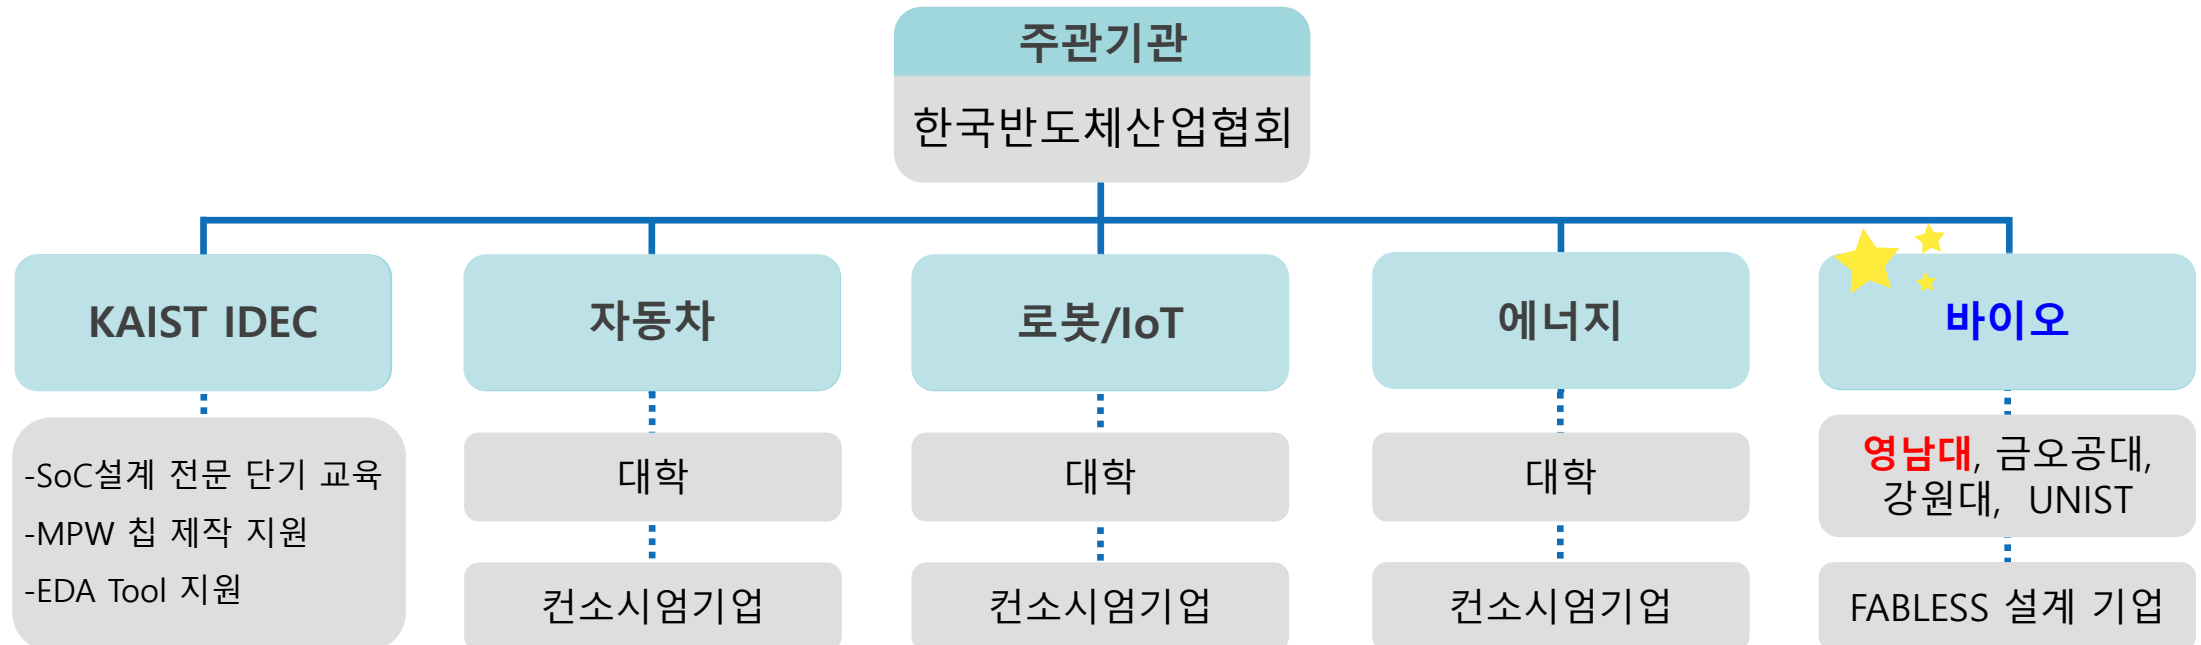 주관기관
한국반도체산업협회
KAIST IDEC
자동차
로봇/IoT
에너지
바이오
-SoC설계 전문 단기 교육
-MPW 칩 제작 지원
-EDA Tool 지원
대학
컨소시엄기업
대학
컨소시엄기업
대학
컨소시엄기업
영남대, 금오공대,
강원대, UNIST
FABLESS 설계 기업